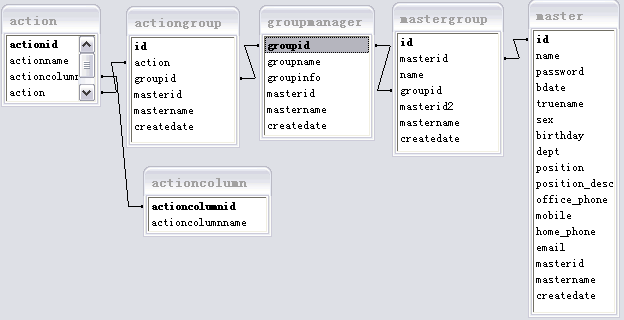 action
actionid
actionname
actioncolumn
action
actiongroup
id
action
groupid
masterid
mastername
createdate
groupmanager
groupid
groupname
groupinfo
masterid
mastername
createdate
mastergroup
id
masterid
name
groupid
masterid2
mastername
createdate
master
id
name
password
bdate
truename
sex
birthday
dept
position
position_desc
office_phone
mobile
home_phone
email
masterid
mastername
createdate
actioncolumn
actioncolumnid
actioncolumnname